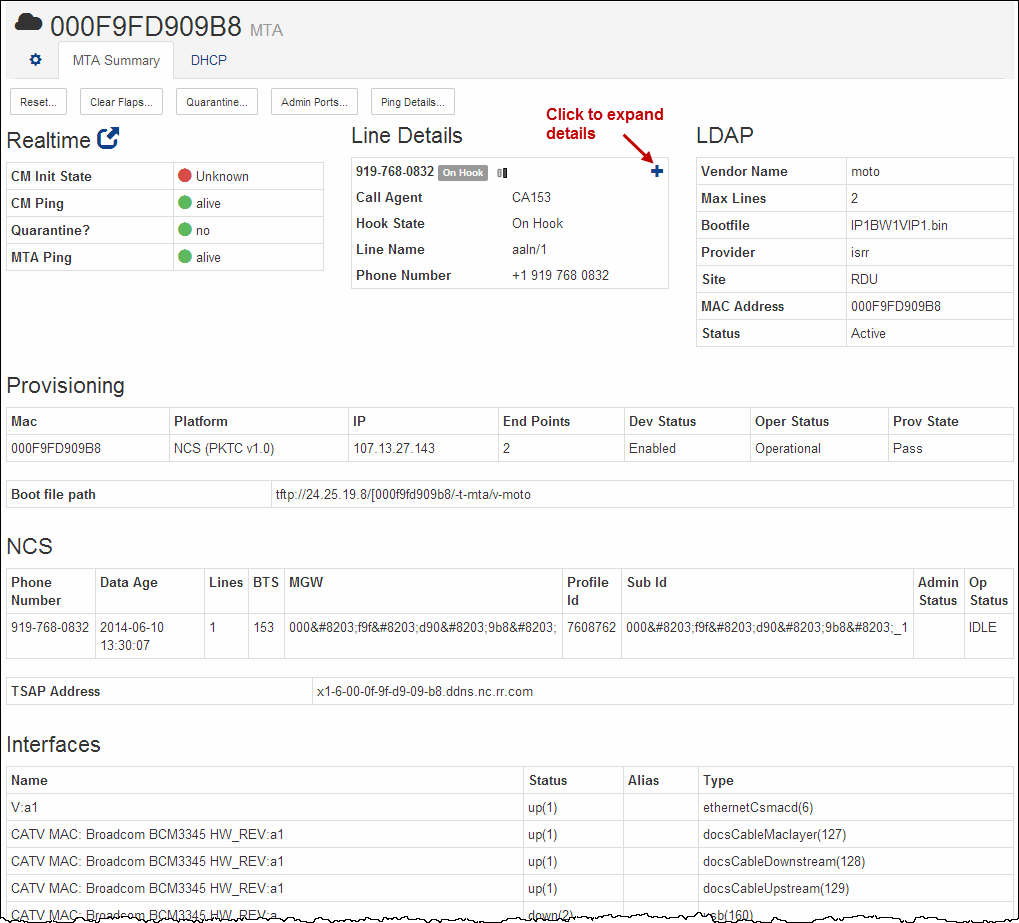 000F9FD909B8 MTA
MTA Summary DHCP
Reset... Clear Flaps... Quarantine... Admin Ports... Ping Details...
Click to expand
details
Realtime
CM Init State Unknown
CM Ping alive
Quarantine? no
MTA Ping alive
Line Details
919-768-0832 On Hook
Call Agent CA153
Hook State On Hook
Line Name aaln/1
Phone Number +1 919 768 0832
LDAP
Vendor Name moto
Max Lines 2
Bootfile IP1BW1VIP1.bin
Provider isrr
Site RDU
MAC Address 000F9FD909B8
Status Active
Provisioning
Mac Platform IP End Points Dev Status Oper Status Prov State
000F9FD909B8 NCS (PKTC v1.0) 107.13.27.143 2 Enabled Operational Pass
Boot file path tftp://24.25.19.8/[000f9fd909b8/-t-mta/v-moto
NCS
Phone Data Age Lines BTS MGW Profile Sub Id Admin Op
Number Id Status Status
919-768-0832 2014-06-10 1 153 000&#8203;f9f&#8203;d90&#8203;9b8&#8203; 7608762 000&#8203;f9f&#8203;d90&#8203;9b8&#8203;_1 IDLE
13:30:07
TSAP Address x1-6-00-0f-9f-d9-09-b8.ddns.nc.rr.com
Interfaces
Name Status Alias Type
V:a1 up(1) ethernetCsmacd(6)
CATV MAC: Broadcom BCM3345 HW_REV:a1 up(1) docsCableMaclayer(127)
CATV MAC: Broadcom BCM3345 HW_REV:a1 up(1) docsCableDownstream(128)
CATV MAC: Broadcom BCM3345 HW_REV:a1 up(1) docsCableUpstream(129)
CATV MAC: Broadcom BCM3345 HW_REV:a down(2) usb(160)